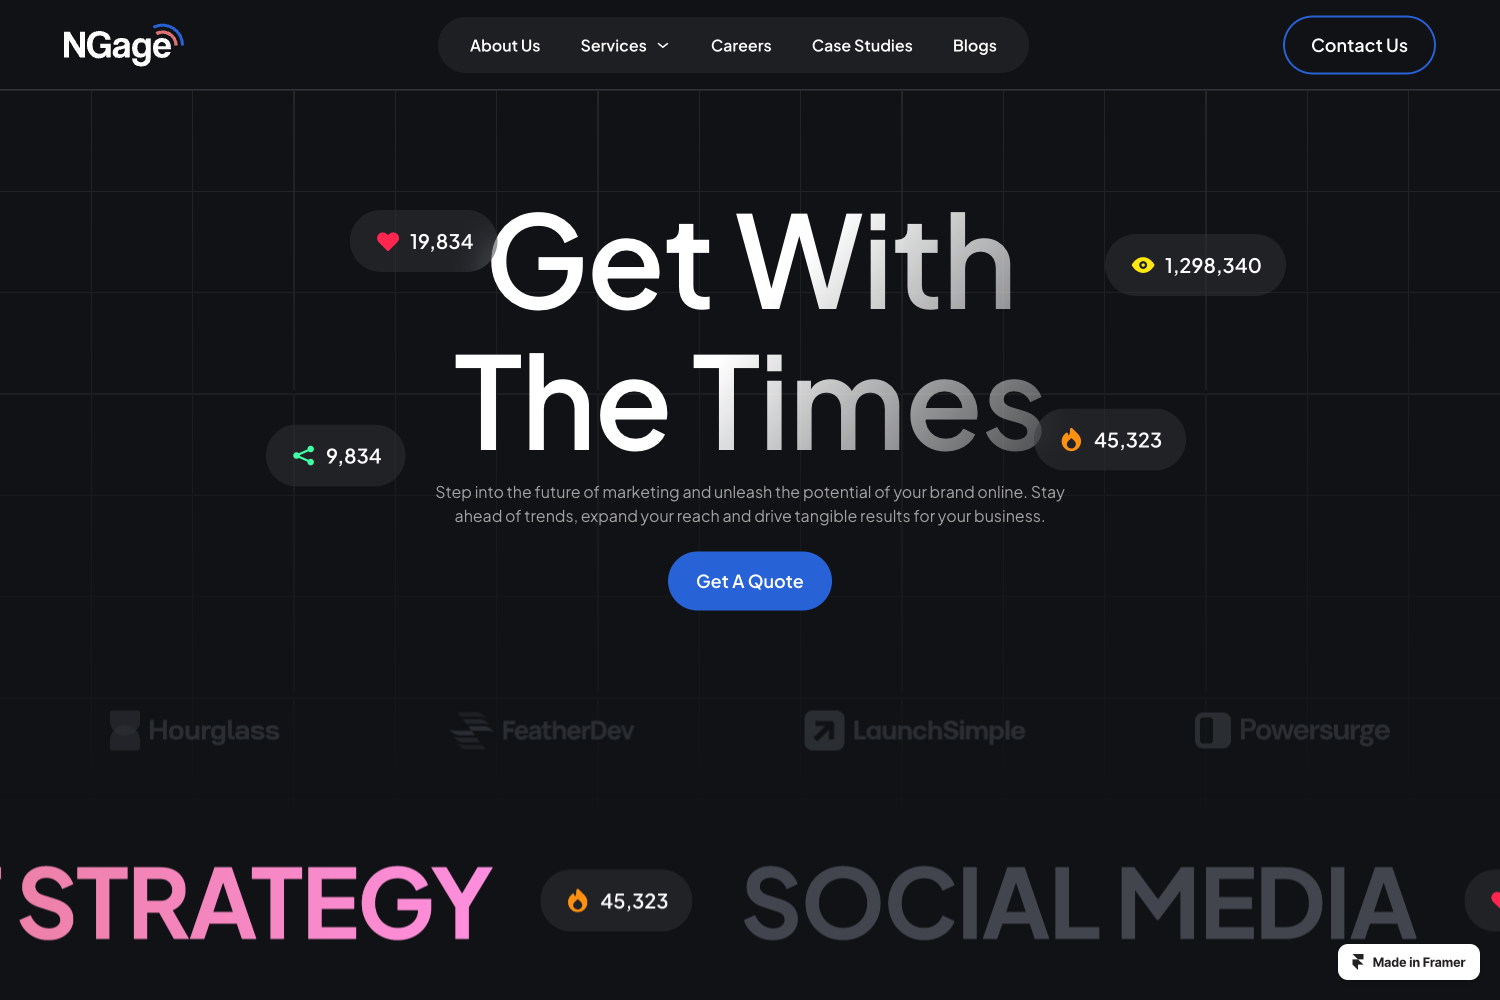 NGage
About Us
Services
Careers
Case Studies
Blogs
Contact Us
19,834
Get With
1,298,340
The Times
45,323
9,834
Step into the future of marketing and unleash the potential of your brand online. Stay
ahead of trends, expand your reach and drive tangible results for your business.
Get A Quote
Hourglass
FeatherDev
LaunchSimple
Powersurge
STRATEGY
45,323
SOCIAL MEDIA
Made in Framer